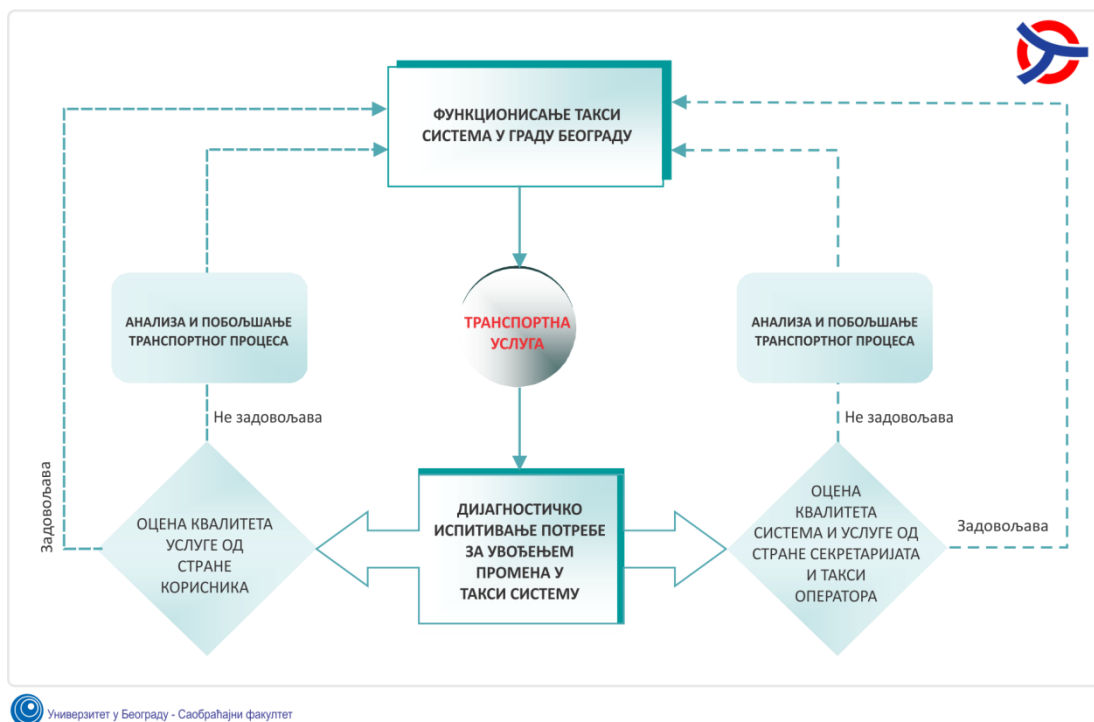 ФУНКЦИОНИСАЊЕ ТАКСИ
СИСТЕМА У ГРАДУ БЕОГРАДУ
АНАЛИЗА И ПОБОЉШАЊЕ
ТРАНСПОРТНОГ ПРОЦЕСА
ТРАНСПОРТНА
УСЛУГА
АНАЛИЗА И ПОБОЉШАЊЕ
ТРАНСПОРТНОГ ПРОЦЕСА
Не задовољава
Не задовољава
Задовољава
ОЦЕНА КВАЛИТЕТА
УСЛУГЕ ОД
СТРАНЕ
КОРИСНИКА
ДИЈАГНОСТИЧКО
ИСПИТИВАЊЕ ПОТРЕБЕ
ЗА УВОЂЕЊЕМ
ПРОМЕНА У
ТАКСИ СИСТЕМУ
ОЦЕНА
КВАЛИТЕТА
СИСТЕМА И УСЛУГЕ ОД
СТРАНЕ СЕКРЕТАРИЈАТА
И ТАКСИ
ОПЕРАТОРА
Задовољава
Универзитет у Београду - Саобраћајни факултет